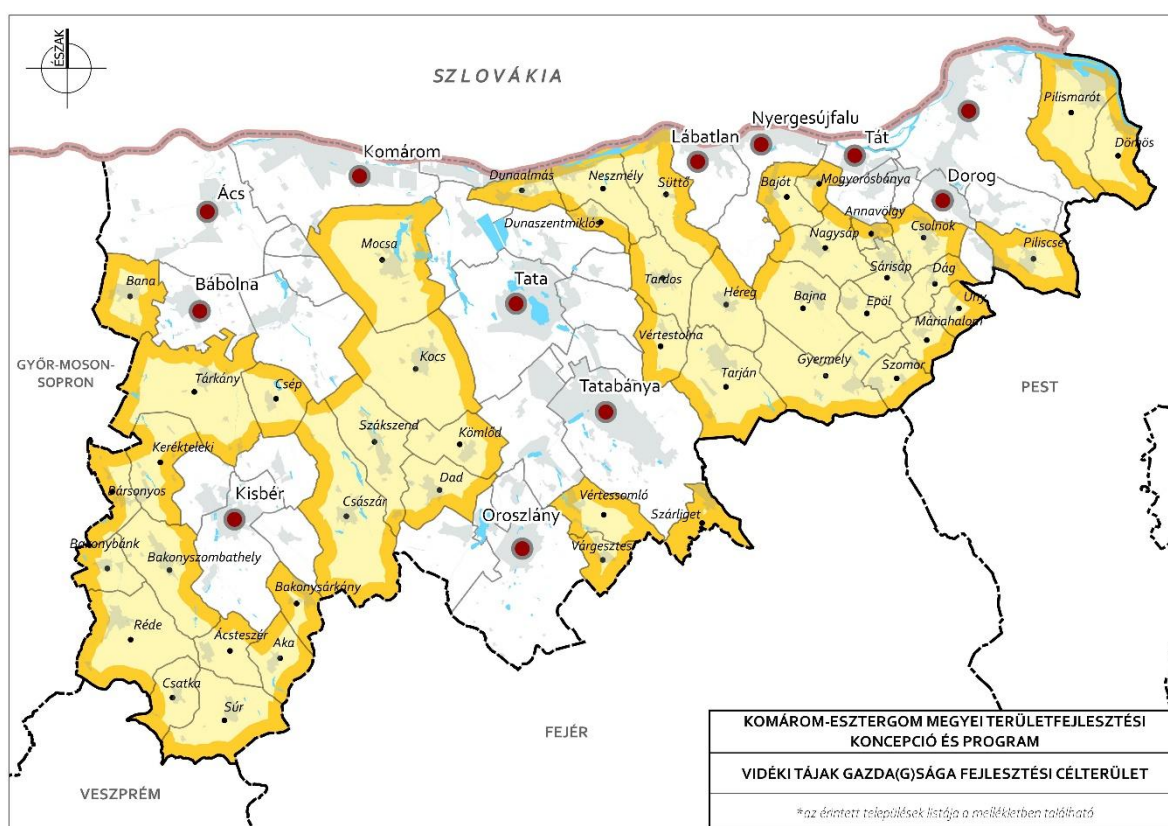 ÉSZAK
SZLOVÁKIA
Pilismarót
Nyergesújfalu
Lábatlan
Tát
Dömös
Komárom
Dunaalmás
Neszmély
Süttő
Bajót
Mogyorósbánya
Dorog
Ács
Dunaszentmiklós
Annavölgy
Csolnok
Nagysáp
Mocsa
Piliscsév
Sárisáp
Dág
Bana
Tardos
Bábolna
Tata
Héreg
Bajna
Epöl
Úny
Máriahalom
Vértestolna
GYŐR-MOSON-
SOPRON
Kocs
Gyermely
Szomor
Tarján
PEST
Tárkány
Csép
Tatabánya
Szákszend
Kömlőd
Kerékteleki
Dad
Bársonyos
Kisbér
Császár
Vértessomló
Szárliget
Oroszlány
Bakonybánk
Bakonyszombathely
Várgesztes
Bakonysárkány
Réde
Ácsteszér
Aka
Csatka
Súr
FEJÉR
VESZPRÉM
KOMÁROM-ESZTERGOM MEGYEI TERÜLETFEJLESZTÉSI
KONCEPCIÓ ÉS PROGRAM
VIDÉKI TÁJAK GAZDA(G)SÁGA FEJLESZTÉSI CÉLTERÜLET
*az érintett települések listája a mellékletben található